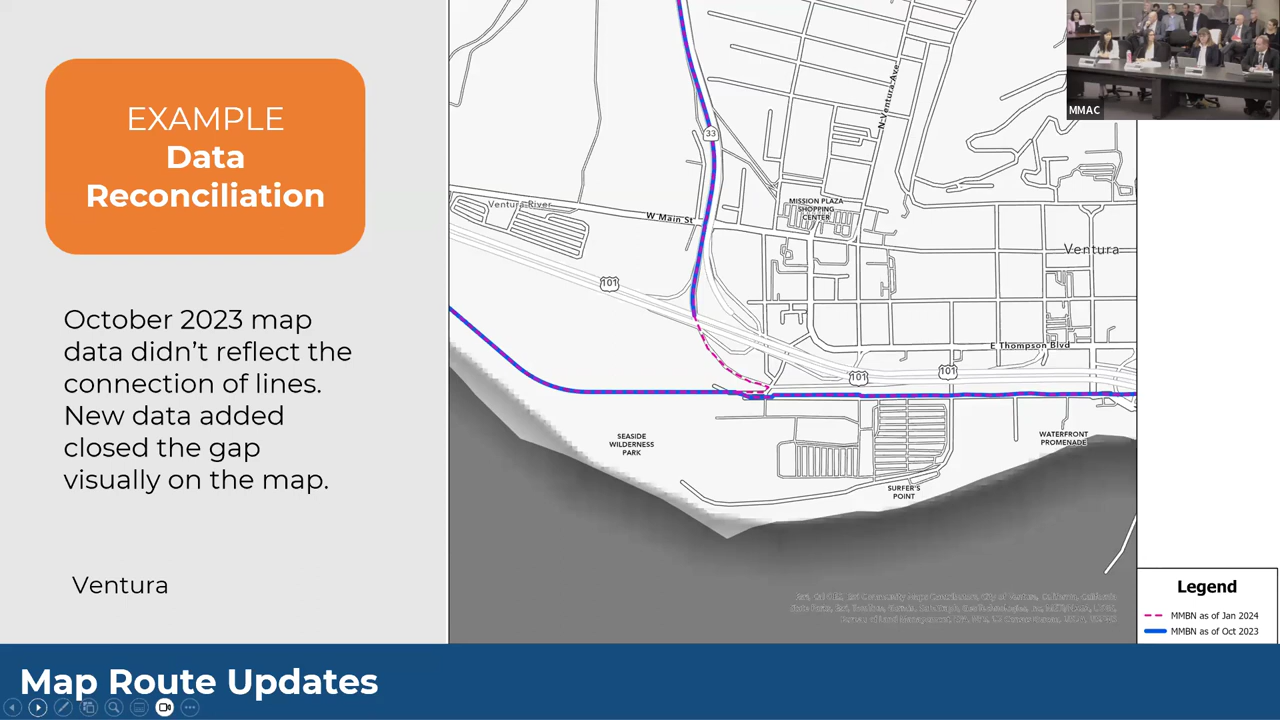 EXAMPLE
Data
Reconciliation
October 2023 map
data didn’t reflect the
connection of lines.
New data added
closed the gap
visually on the map.
Ventura
MMAC
33
N Ventura Ave
MISSION PLAZA
SHOPPING
CENTER
Ventura River
W Main St
Ventura
101
E Thompson Blvd
101
101
SEASIDE
WILDERNESS
PARK
WATERFRONT
PROMENADE
SURFER'S
POINT
Legend
MMBN as of Jan 2024
MMBN as of Oct 2023
Map Route Updates